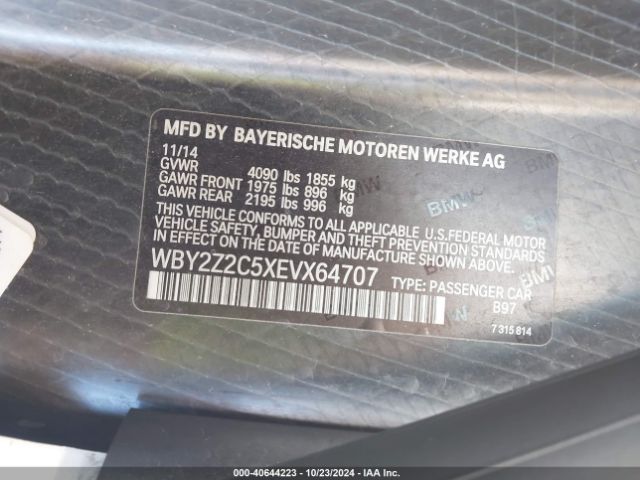 MFD BY BAYERISCHE MOTOREN WERKE AG
11/14
GVWR 4090 lbs 1855 kg
GAWR FRONT 1975 lbs 896 kg
GAWR REAR 2195 lbs 996 kg
THIS VEHICLE CONFORMS TO ALL APPLICABLE U.S.FEDERAL MOTOR
VEHICLE SAFETY, BUMPER AND THEFT PREVENTION STANDARDS
IN EFFECT ON THE DATE OF MANUFACTURE SHOWN ABOVE.
WBY2Z2C5XEVX64707 TYPE: PASSENGER CAR
B97
7 315 814
000-40644223 - 10/23/2024 - IAA Inc.